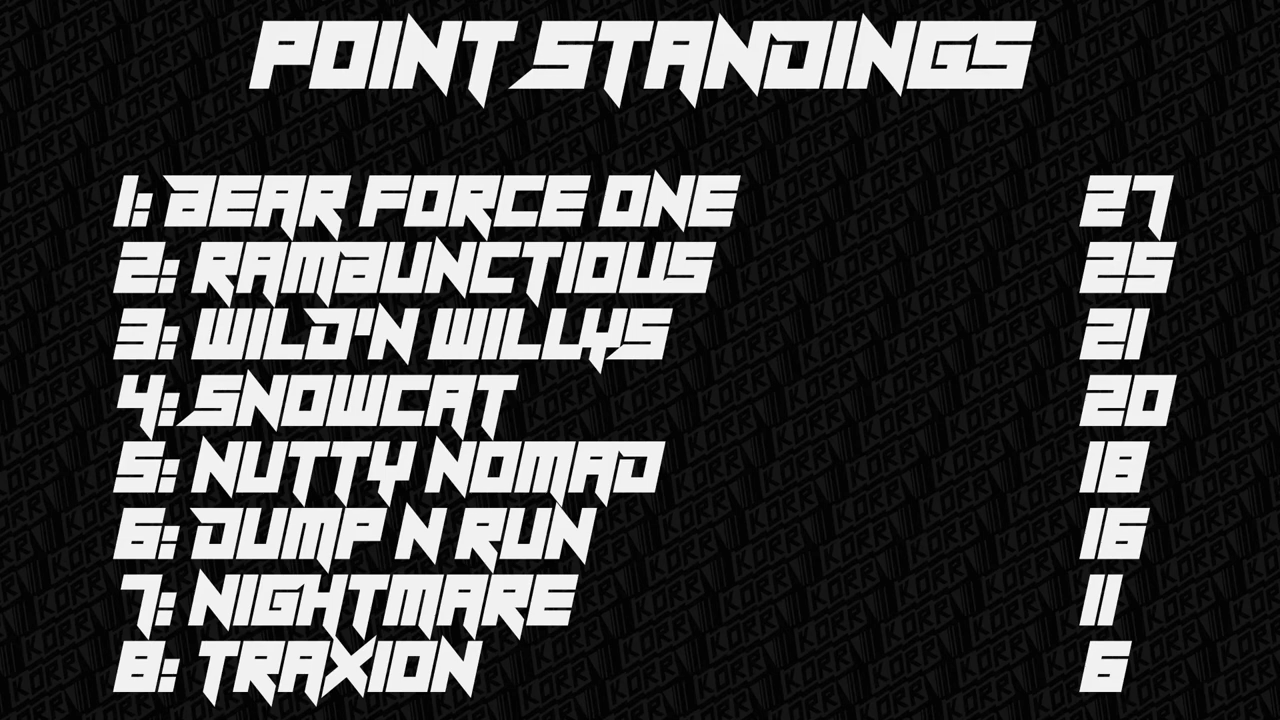 POINT STANDINGS
1: BEAR FORCE ONE 27
2: RAMBUNCTIOUS 25
3: WILD'N WILLYS 21
4: SNOWCAT 20
5: NUTTY NOMAD 18
6: JUMP N RUN 16
7: NIGHTMARE 11
8: TRAXION 6